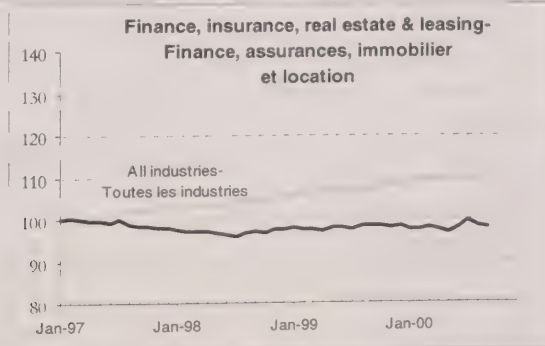 Finance, insurance, real estate & leasing-
Finance, assurances, immobilier
et location
140
130
120
110
100
90
80
All industries-
Toutes les industries
Jan-97 Jan-98 Jan-99 Jan-00